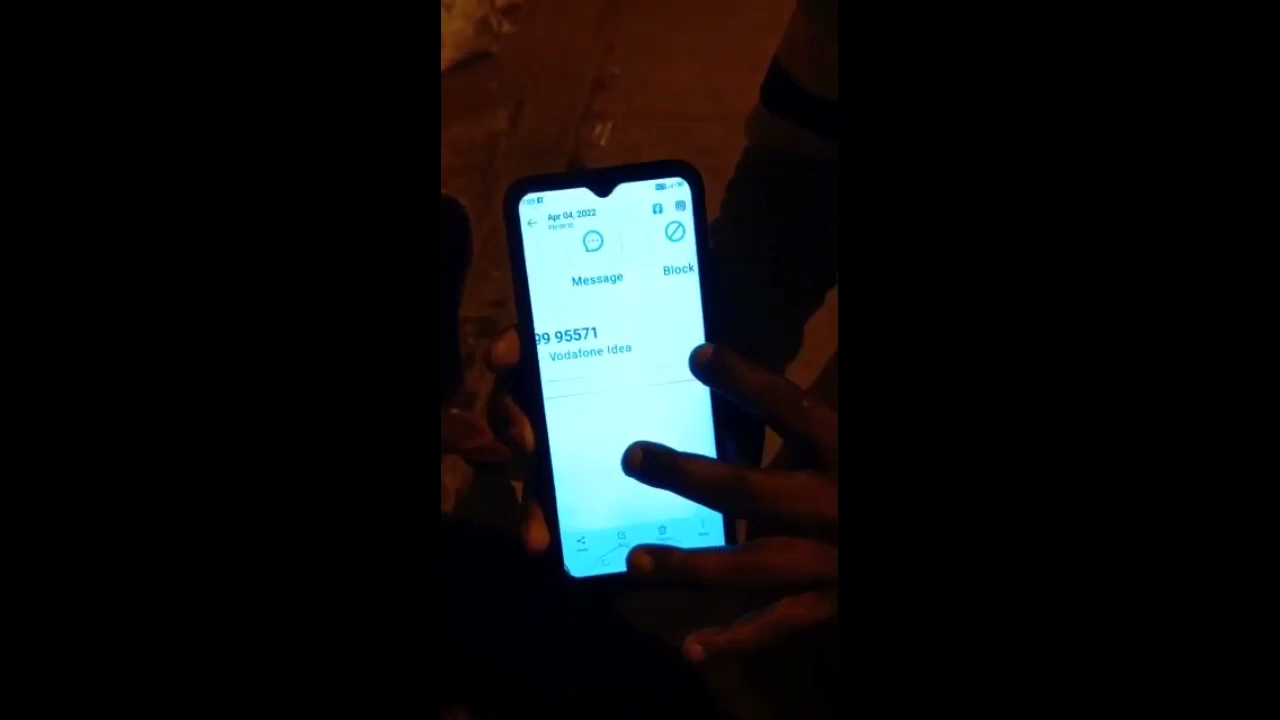 Apr 04, 2022
Message
Block
99 95571
Vodafone Idea